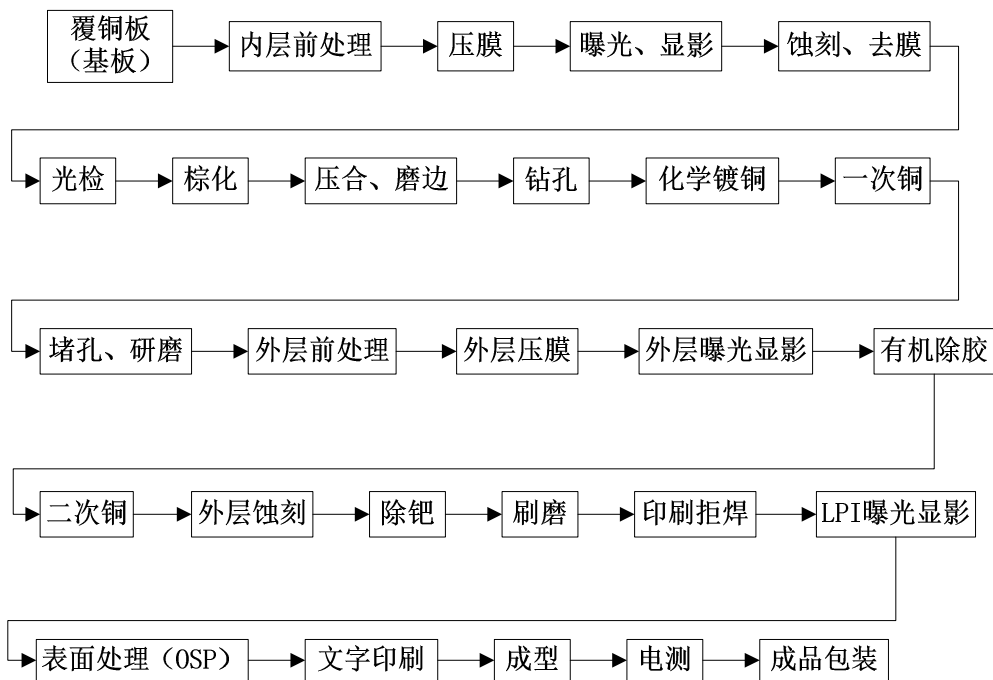 覆铜板
（基板）
内层前处理
压膜
曝光、显影
蚀刻、去膜
光检
棕化
压合、磨边
钻孔
化学镀铜
一次铜
堵孔、研磨
外层前处理
外层压膜
外层曝光显影
有机除胶
二次铜
外层蚀刻
除钯
刷磨
印刷拒焊
LPI曝光显影
表面处理（OSP）
文字印刷
成型
电测
成品包装